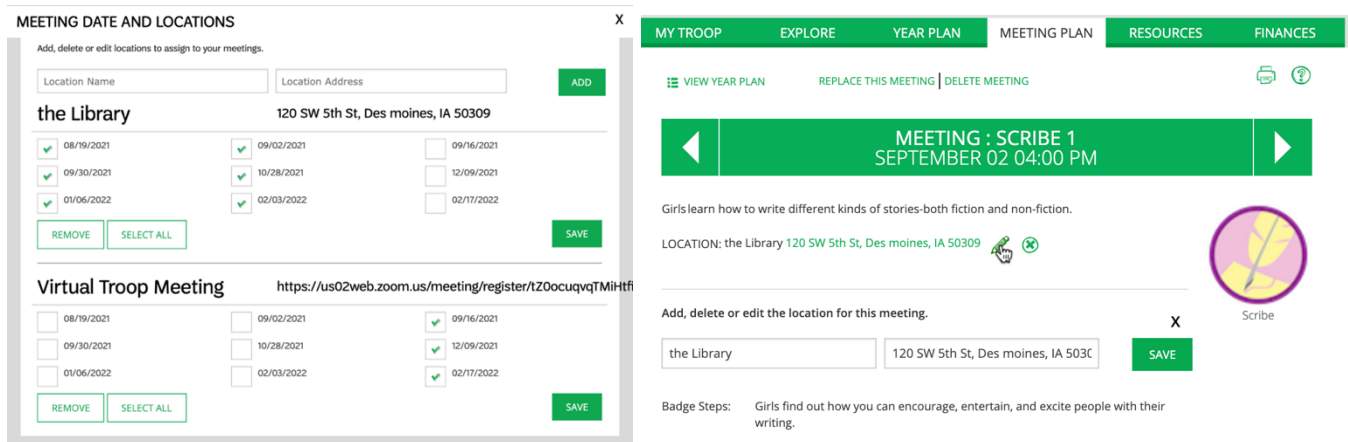 MEETING DATE AND LOCATIONS X
Add, delete or edit locations to assign to your meetings.
Location Name Location Address ADD
the Library 120 SW 5th St, Des moines, IA 50309
08/19/2021 09/02/2021 09/16/2021
09/30/2021 10/28/2021 12/09/2021
01/06/2022 02/03/2022 02/17/2022
REMOVE SELECT ALL SAVE
Virtual Troop Meeting https://us02web.zoom.us/meeting/register/tZ0ocuqvqTMiHtfi
08/19/2021 09/02/2021 09/16/2021
09/30/2021 10/28/2021 12/09/2021
01/06/2022 02/03/2022 02/17/2022
REMOVE SELECT ALL SAVE
MY TROOP EXPLORE YEAR PLAN MEETING PLAN RESOURCES FINANCES
VIEW YEAR PLAN REPLACE THIS MEETING | DELETE MEETING ?
MEETING : SCRIBE 1
SEPTEMBER 02 04:00 PM
Girls learn how to write different kinds of stories-both fiction and non-fiction.
LOCATION: the Library 120 SW 5th St, Des moines, IA 50309
Scribe
Add, delete or edit the location for this meeting. X
the Library 120 SW 5th St, Des moines, IA 5030 SAVE
Badge Steps: Girls find out how you can encourage, entertain, and excite people with their
writing.